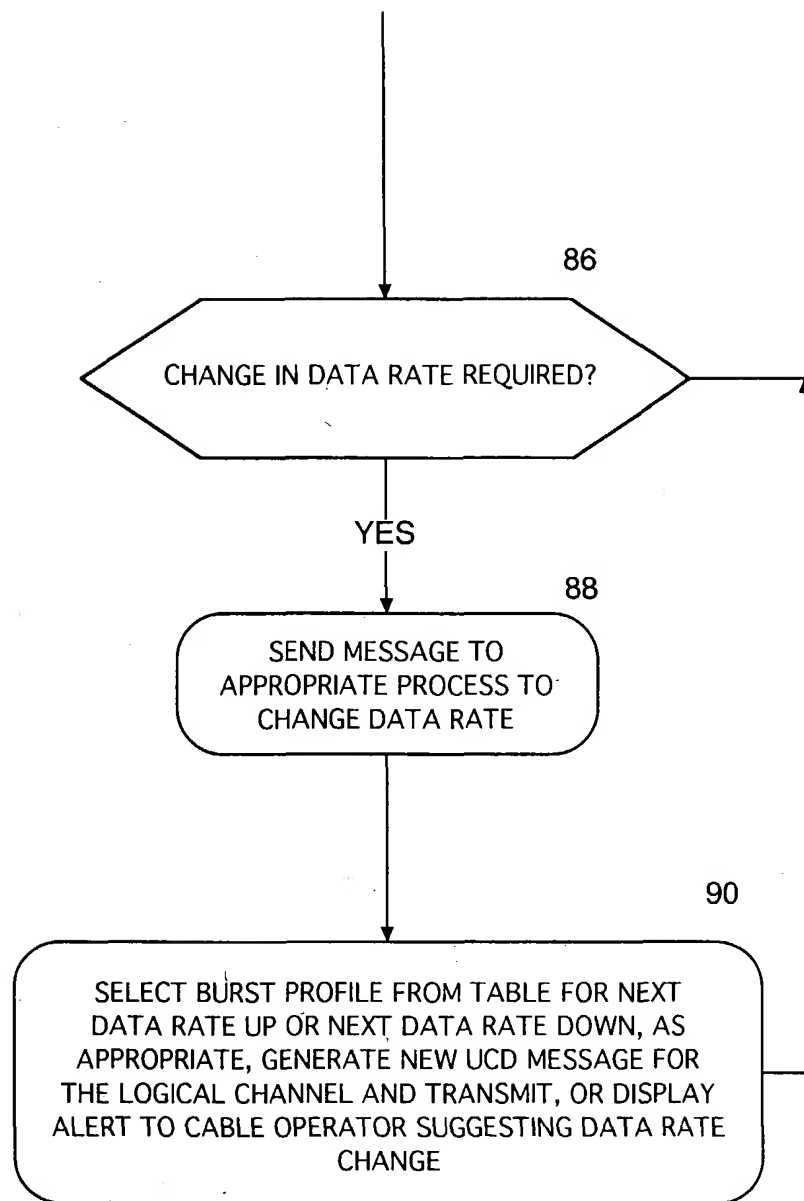 86
CHANGE IN DATA RATE REQUIRED?
YES
88
SEND MESSAGE TO
APPROPRIATE PROCESS TO
CHANGE DATA RATE
90
SELECT BURST PROFILE FROM TABLE FOR NEXT
DATA RATE UP OR NEXT DATA RATE DOWN, AS
APPROPRIATE, GENERATE NEW UCD MESSAGE FOR
THE LOGICAL CHANNEL AND TRANSMIT, OR DISPLAY
ALERT TO CABLE OPERATOR SUGGESTING DATA RATE
CHANGE